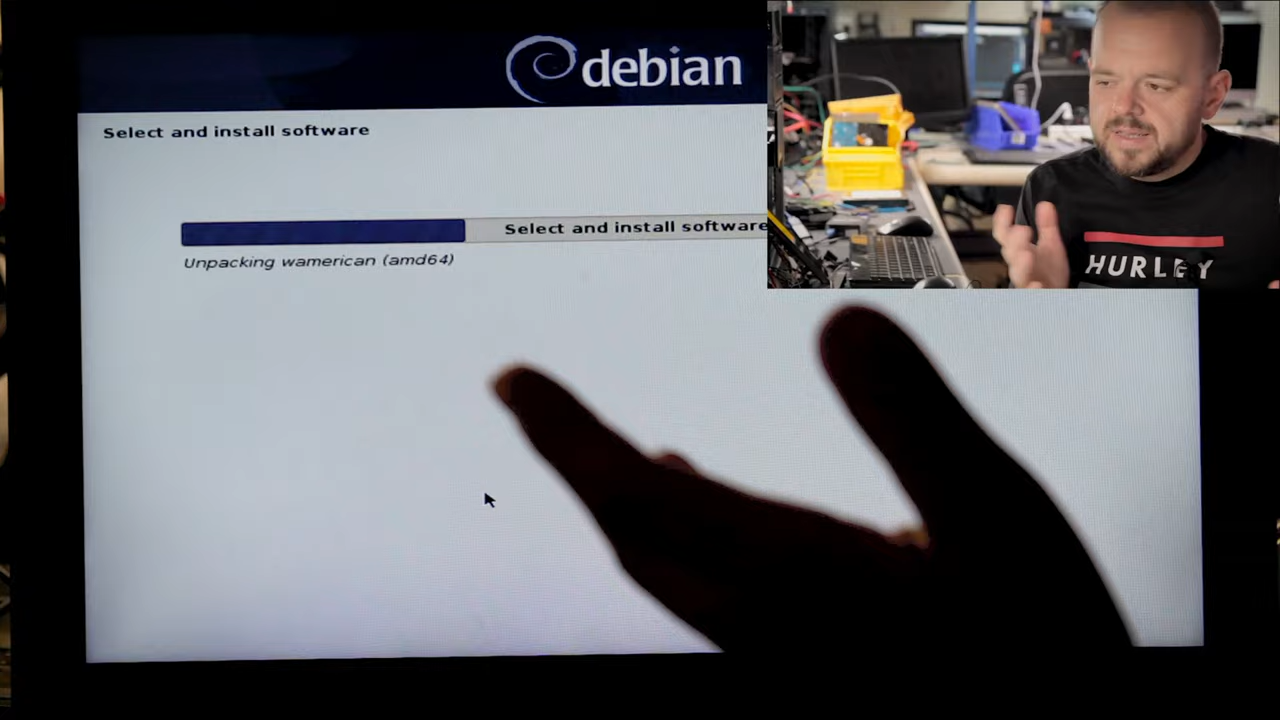 debian
Select and install software
Select and install software
Unpacking wamerican (amd64)
HURLEY